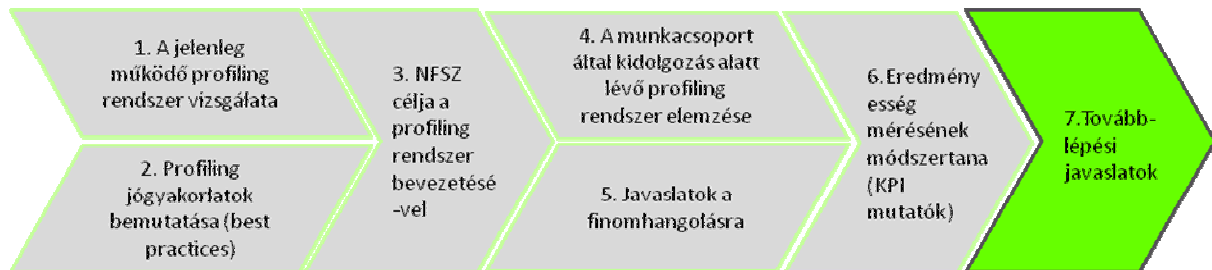 1. A jelenleg
működő profiling
rendszer vizsgálata
2. Profiling
jógyakorlatok
bemutatása (best
practices)
3. NFSZ
célja a
profiling
rendszer
bevezetésé
-vel
4. A munkacsoport
által kidolgozás alatt
lévő profiling
rendszer elemzése
5. Javaslatok a
finomhangolásra
6.Eredmény
esség
mérésének
módszertana
(KPI
mutatók)
7.Tovább-
lépési
javaslatok